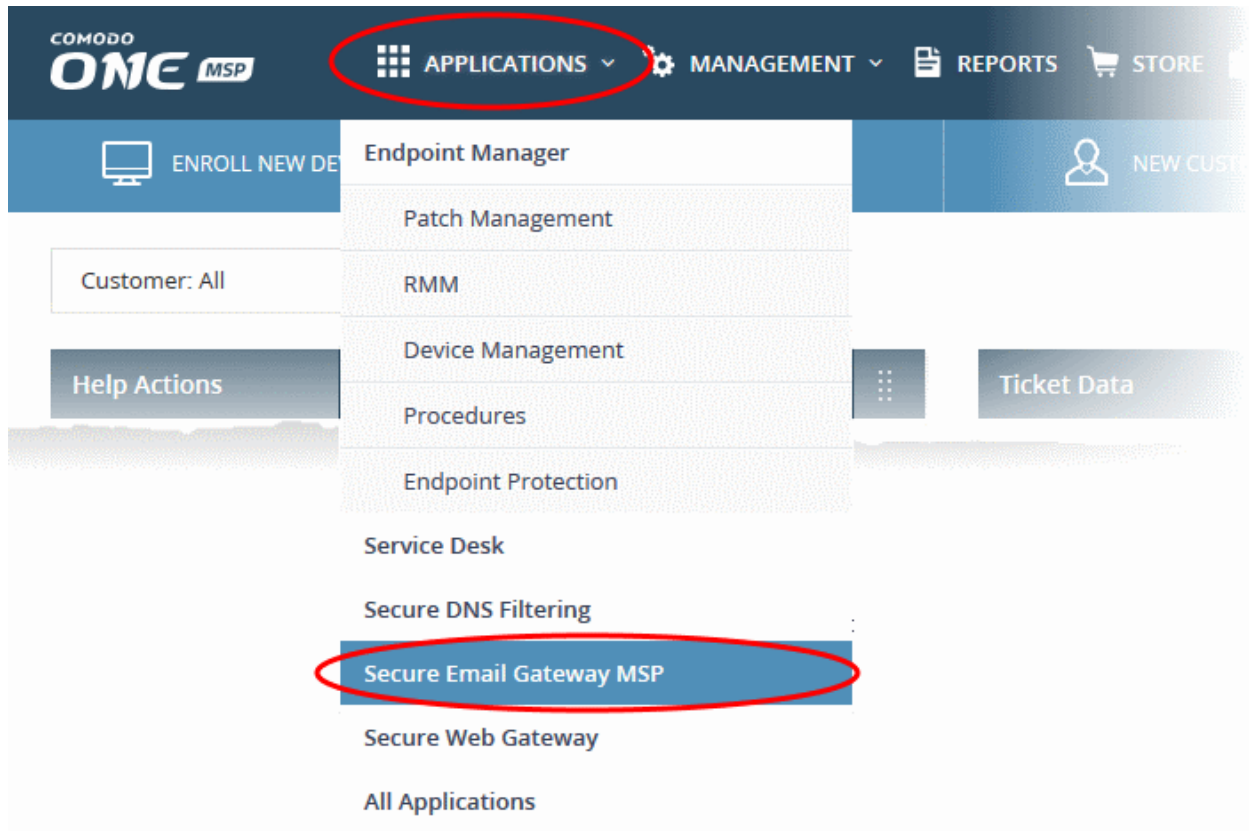 COMODO
ONE MSP
APPLICATIONS
MANAGEMENT
REPORTS
STORE
ENROLL NEW DE
NEW CUST
Endpoint Manager
Patch Management
Customer: All
RMM
Device Management
Help Actions
Ticket Data
Procedures
Endpoint Protection
Service Desk
Secure DNS Filtering
Secure Email Gateway MSP
Secure Web Gateway
All Applications